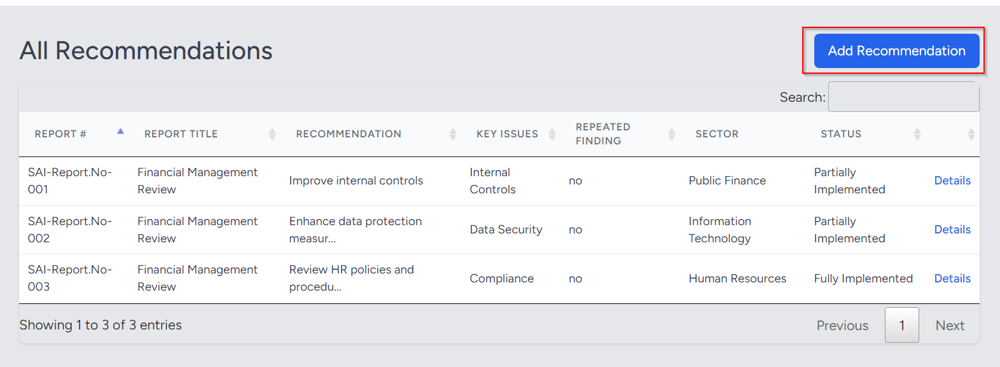 All Recommendations
Add Recommendation
Search:
REPORT # REPORT TITLE RECOMMENDATION KEY ISSUES REPEATED FINDING SECTOR STATUS
SAI-Report.No-001 Financial Management Review Improve internal controls Internal Controls no Public Finance Partially Implemented Details
SAI-Report.No-002 Financial Management Review Enhance data protection measur... Data Security no Information Technology Partially Implemented Details
SAI-Report.No-003 Financial Management Review Review HR policies and procedu... Compliance no Human Resources Fully Implemented Details
Showing 1 to 3 of 3 entries
Previous 1 Next